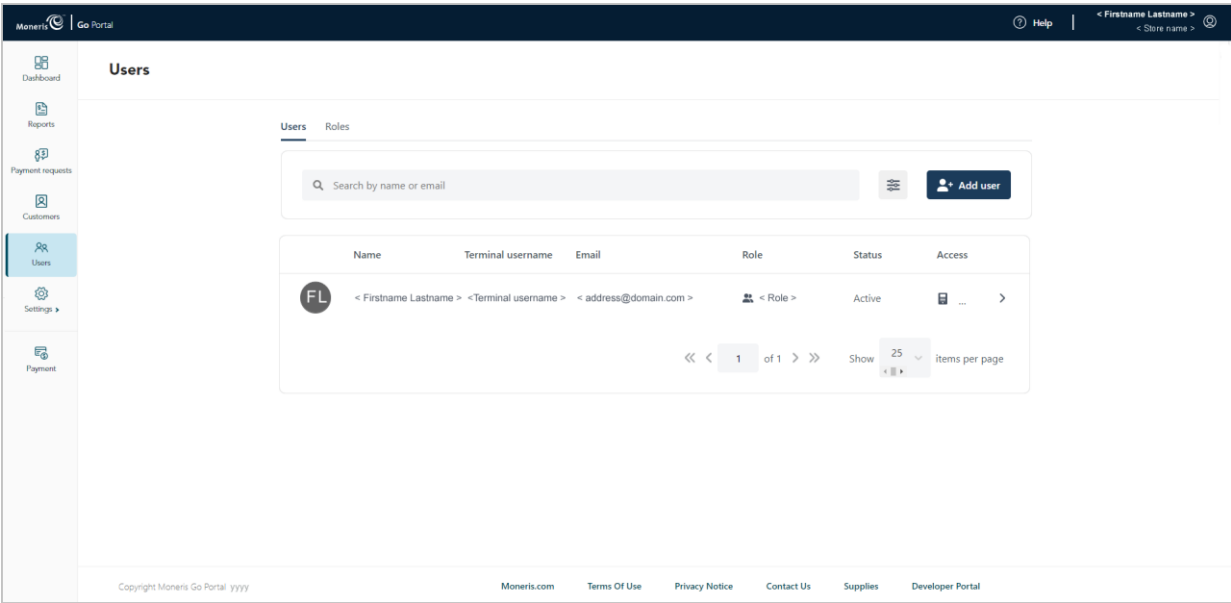 Moneris Go Portal
Help
< Firstname Lastname >
< Store name >
Dashboard
Reports
Payment requests
Customers
Users
Settings
Payment
Users
Users Roles
Search by name or email
Add user
Name Terminal username Email Role Status Access
FL < Firstname Lastname > <Terminal username > < address@domain.com > < Role > Active ...
1 of 1 Show 25 items per page
Copyright Moneris Go Portal yyyy Moneris.com Terms Of Use Privacy Notice Contact Us Supplies Developer Portal